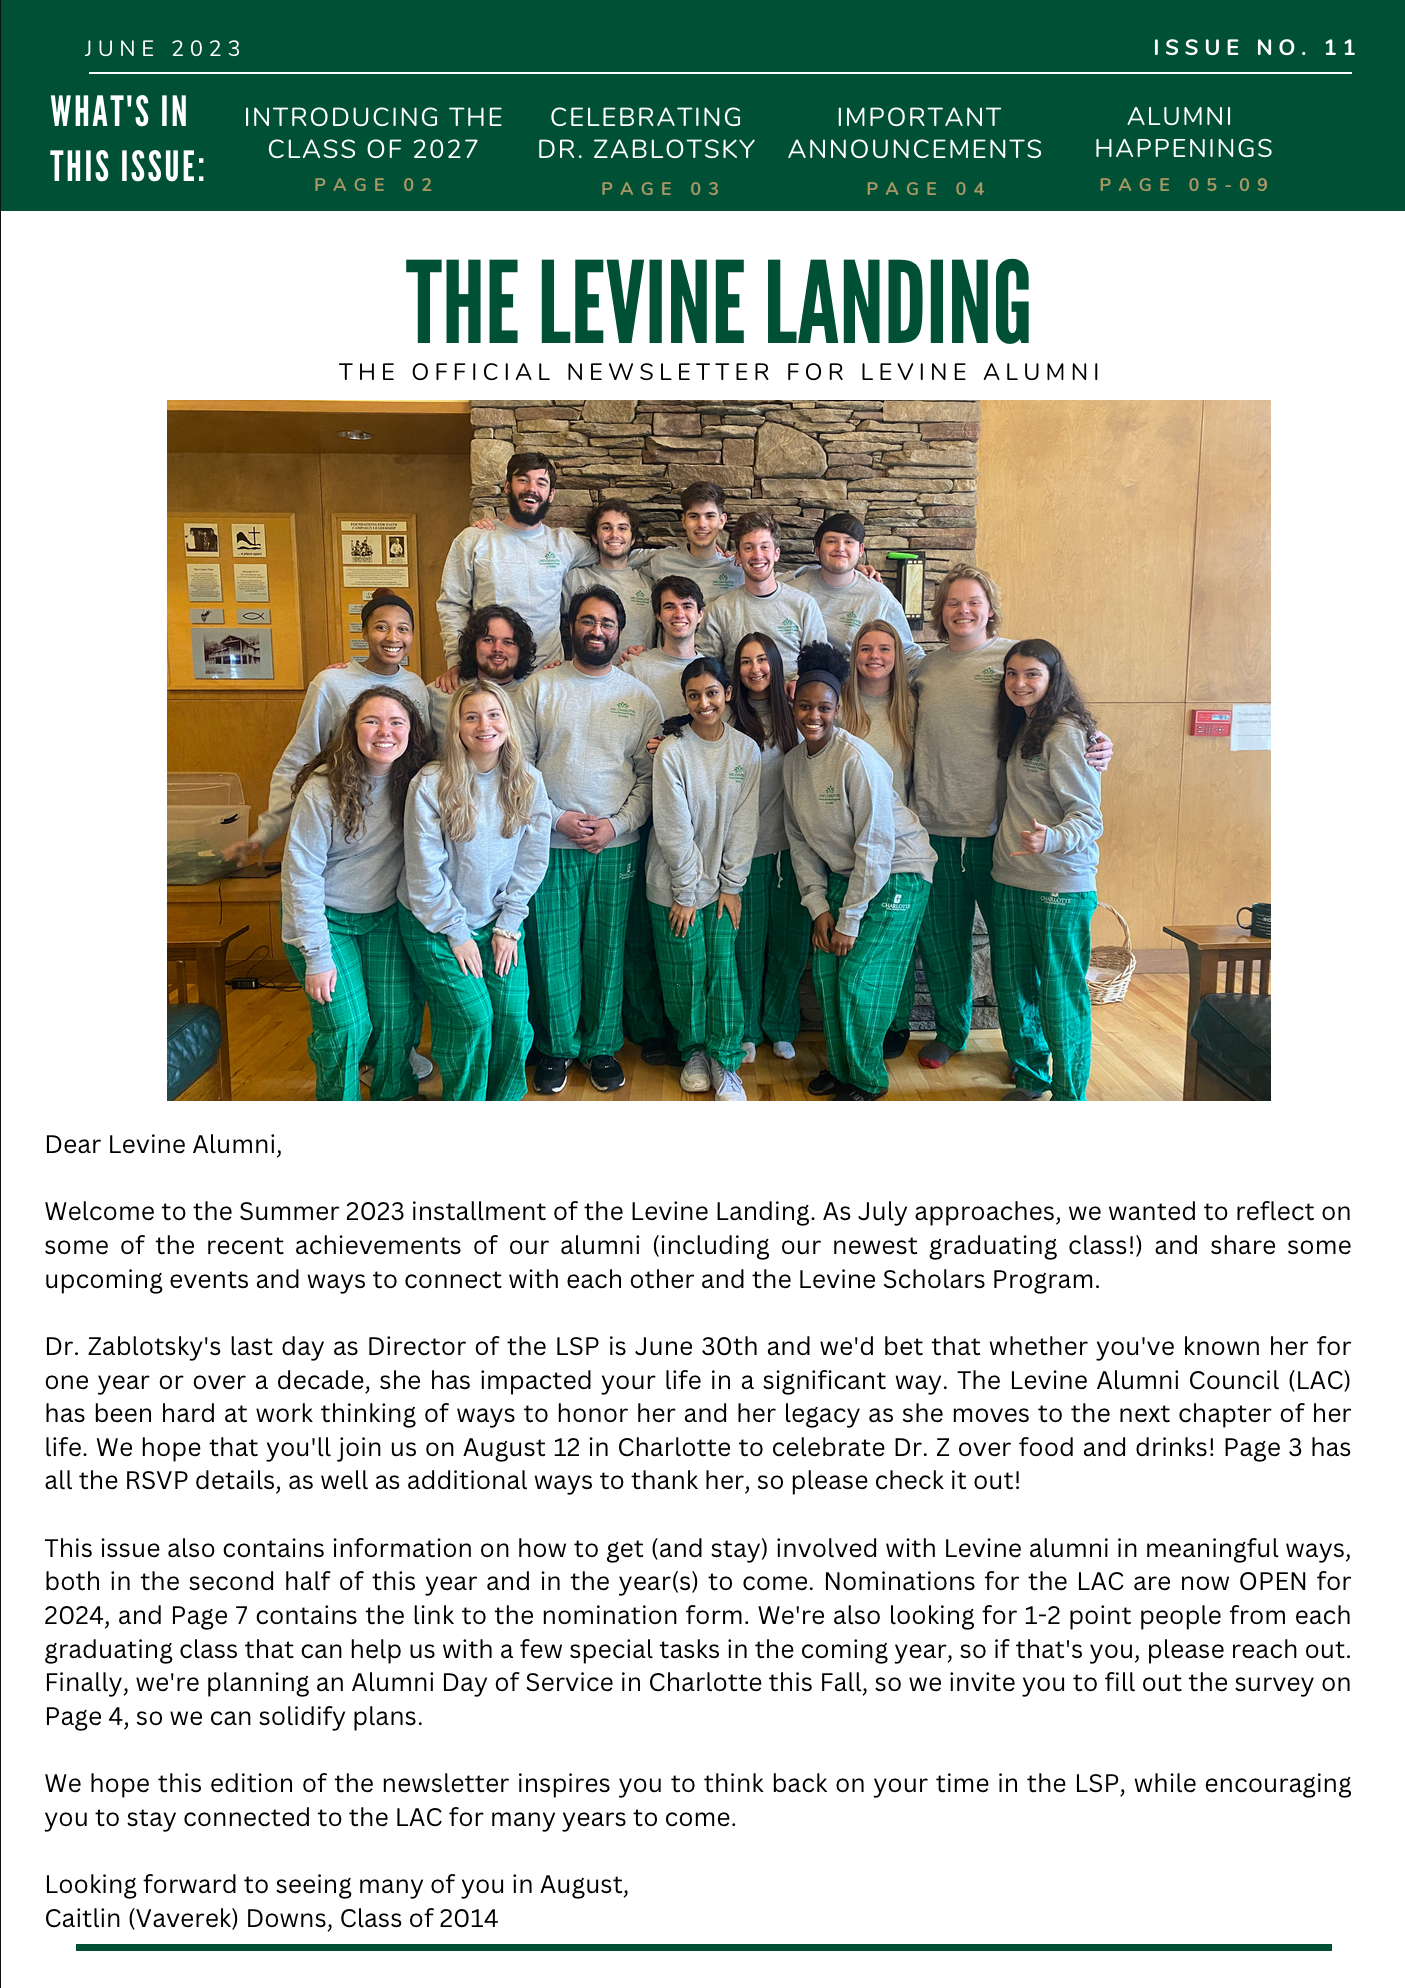 JUNE 2023
ISSUE NO. 11
WHAT'S IN
THIS ISSUE:
INTRODUCING THE
CLASS OF 2027
PAGE 02
CELEBRATING
DR. ZABLOTSKY
PAGE 03
IMPORTANT
ANNOUNCEMENTS
PAGE 04
ALUMNI
HAPPENINGS
PAGE 05-09
THE LEVINE LANDING
THE OFFICIAL NEWSLETTER FOR LEVINE ALUMNI
FOUNDATIONS FOR FAITH
CAMPAIGN LEADERSHIP
CHARLOTTE
CHARLOTTE
Dear Levine Alumni,
Welcome to the Summer 2023 installment of the Levine Landing. As July approaches, we wanted to reflect on
some of the recent achievements of our alumni (including our newest graduating class!) and share some
upcoming events and ways to connect with each other and the Levine Scholars Program.
Dr. Zablotsky's last day as Director of the LSP is June 30th and we'd bet that whether you've known her for
one year or over a decade, she has impacted your life in a significant way. The Levine Alumni Council (LAC)
has been hard at work thinking of ways to honor her and her legacy as she moves to the next chapter of her
life. We hope that you'll join us on August 12 in Charlotte to celebrate Dr. Z over food and drinks! Page 3 has
all the RSVP details, as well as additional ways to thank her, so please check it out!
This issue also contains information on how to get (and stay) involved with Levine alumni in meaningful ways,
both in the second half of this year and in the year(s) to come. Nominations for the LAC are now OPEN for
2024, and Page 7 contains the link to the nomination form. We're also looking for 1-2 point people from each
graduating class that can help us with a few special tasks in the coming year, so if that's you, please reach out.
Finally, we're planning an Alumni Day of Service in Charlotte this Fall, so we invite you to fill out the survey on
Page 4, so we can solidify plans.
We hope this edition of the newsletter inspires you to think back on your time in the LSP, while encouraging
you to stay connected to the LAC for many years to come.
Looking forward to seeing many of you in August,
Caitlin (Vaverek) Downs, Class of 2014